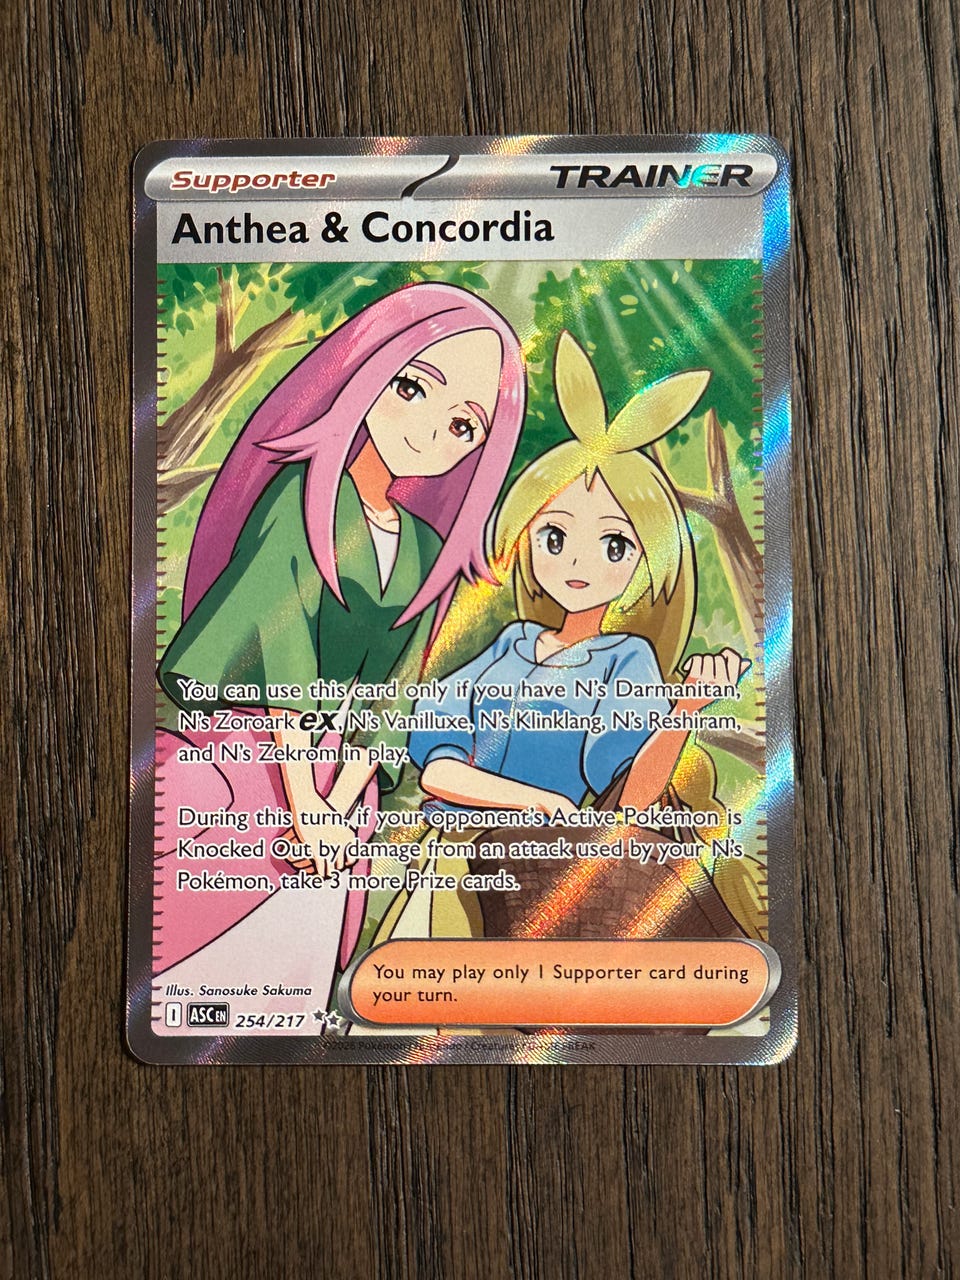 Supporter
TRAINER
Anthea & Concordia
You can use this card only if you have N's Darmanitan,
N's Zoroark ex, N's Vanilluxe, N's Klinklang, N's Reshiram,
and N's Zekrom in play.
During this turn, if your opponent's Active Pokémon is
Knocked Out by damage from an attack used by your N's
Pokémon, take 3 more Prize cards.
You may play only 1 Supporter card during
your turn.
Illus. Sanosuke Sakuma
I ASC EN 254/217
©2026 Pokémon / Creatures